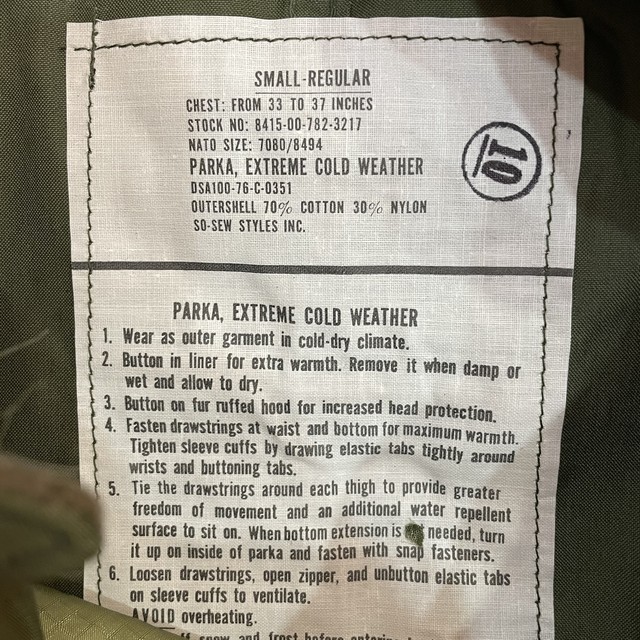 SMALL-REGULAR
CHEST: FROM 33 TO 37 INCHES
STOCK NO: 8415-00-782-3217
NATO SIZE: 7080/8494
PARKA, EXTREME COLD WEATHER
DSA100-76-C-0351
OUTERSHELL 70% COTTON 30% NYLON
SO-SEW STYLES INC.
10
PARKA, EXTREME COLD WEATHER
1. Wear as outer garment in cold-dry climate.
2. Button in liner for extra warmth. Remove it when damp or
wet and allow to dry.
3. Button on fur ruffed hood for increased head protection.
4. Fasten drawstrings at waist and bottom for maximum warmth.
Tighten sleeve cuffs by drawing elastic tabs tightly around
wrists and buttoning tabs.
5. Tie the drawstrings around each thigh to provide greater
freedom of movement and an additional water repellent
surface to sit on. When bottom extension is needed, turn
it up on inside of parka and fasten with snap fasteners.
6. Loosen drawstrings, open zipper, and unbutton elastic tabs
on sleeve cuffs to ventilate.
AVOID overheating.
snow and frost before